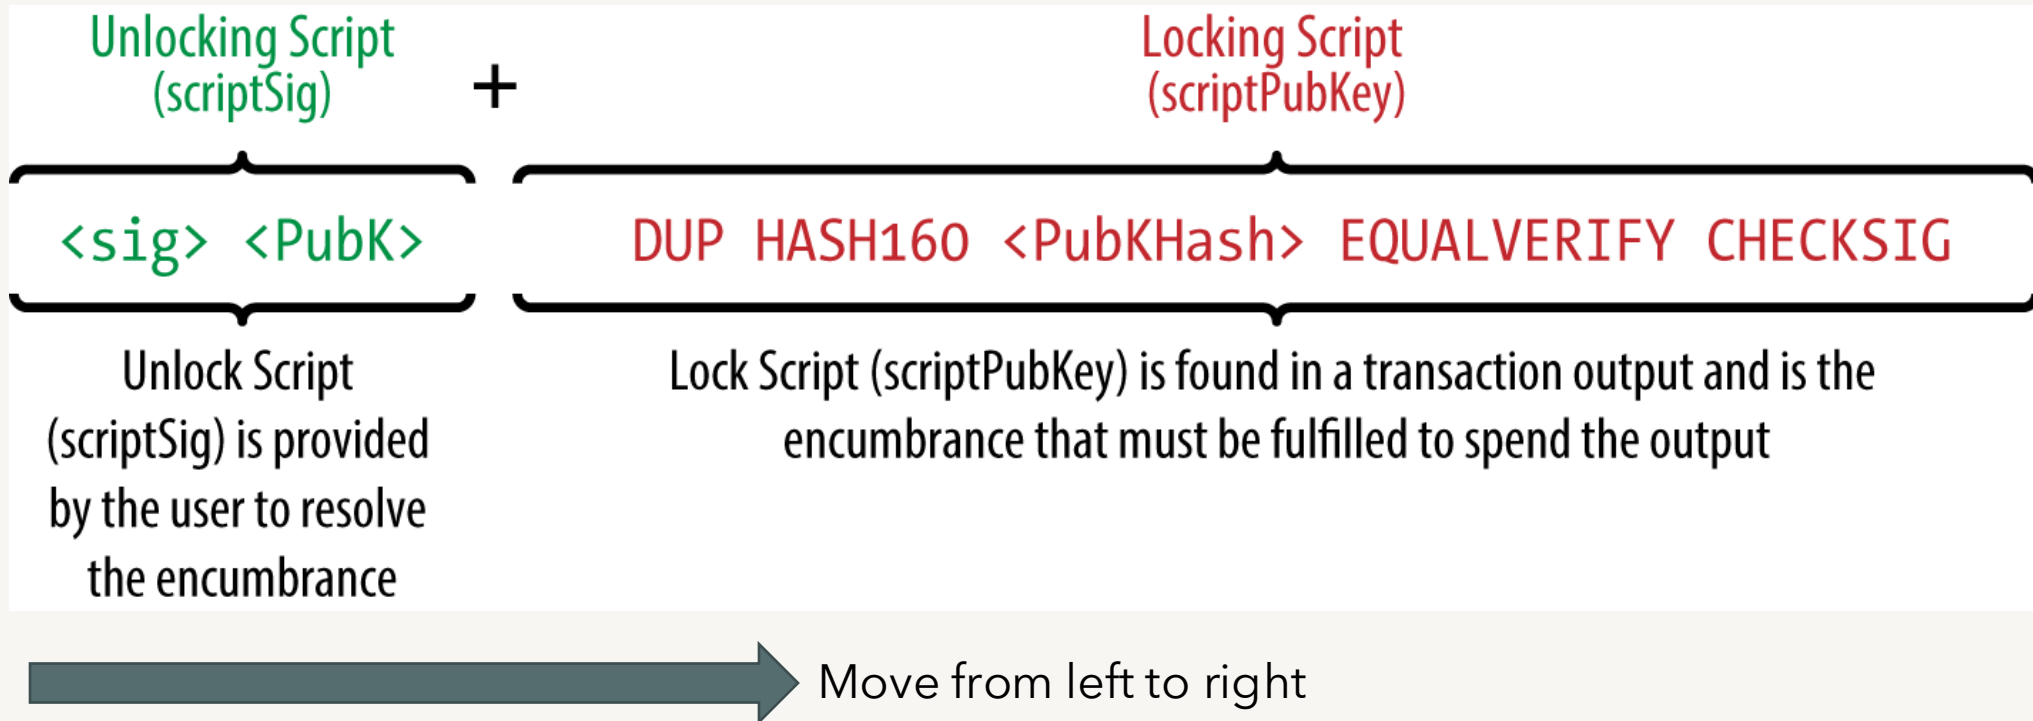 Unlocking Script
(scriptSig)
+
Locking Script
(scriptPubKey)
<sig> <PubK>
DUP HASH160 <PubKHash> EQUALVERIFY CHECKSIG
Unlock Script
(scriptSig) is provided
by the user to resolve
the encumbrance
Lock Script (scriptPubKey) is found in a transaction output and is the
encumbrance that must be fulfilled to spend the output
Move from left to right